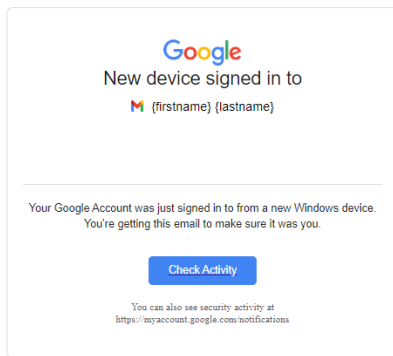 Google
New device signed in to
{firstname} {lastname}
Your Google Account was just signed in to from a new Windows device.
You're getting this email to make sure it was you.
Check Activity
You can also see security activity at
https://myaccount.google.com/notifications